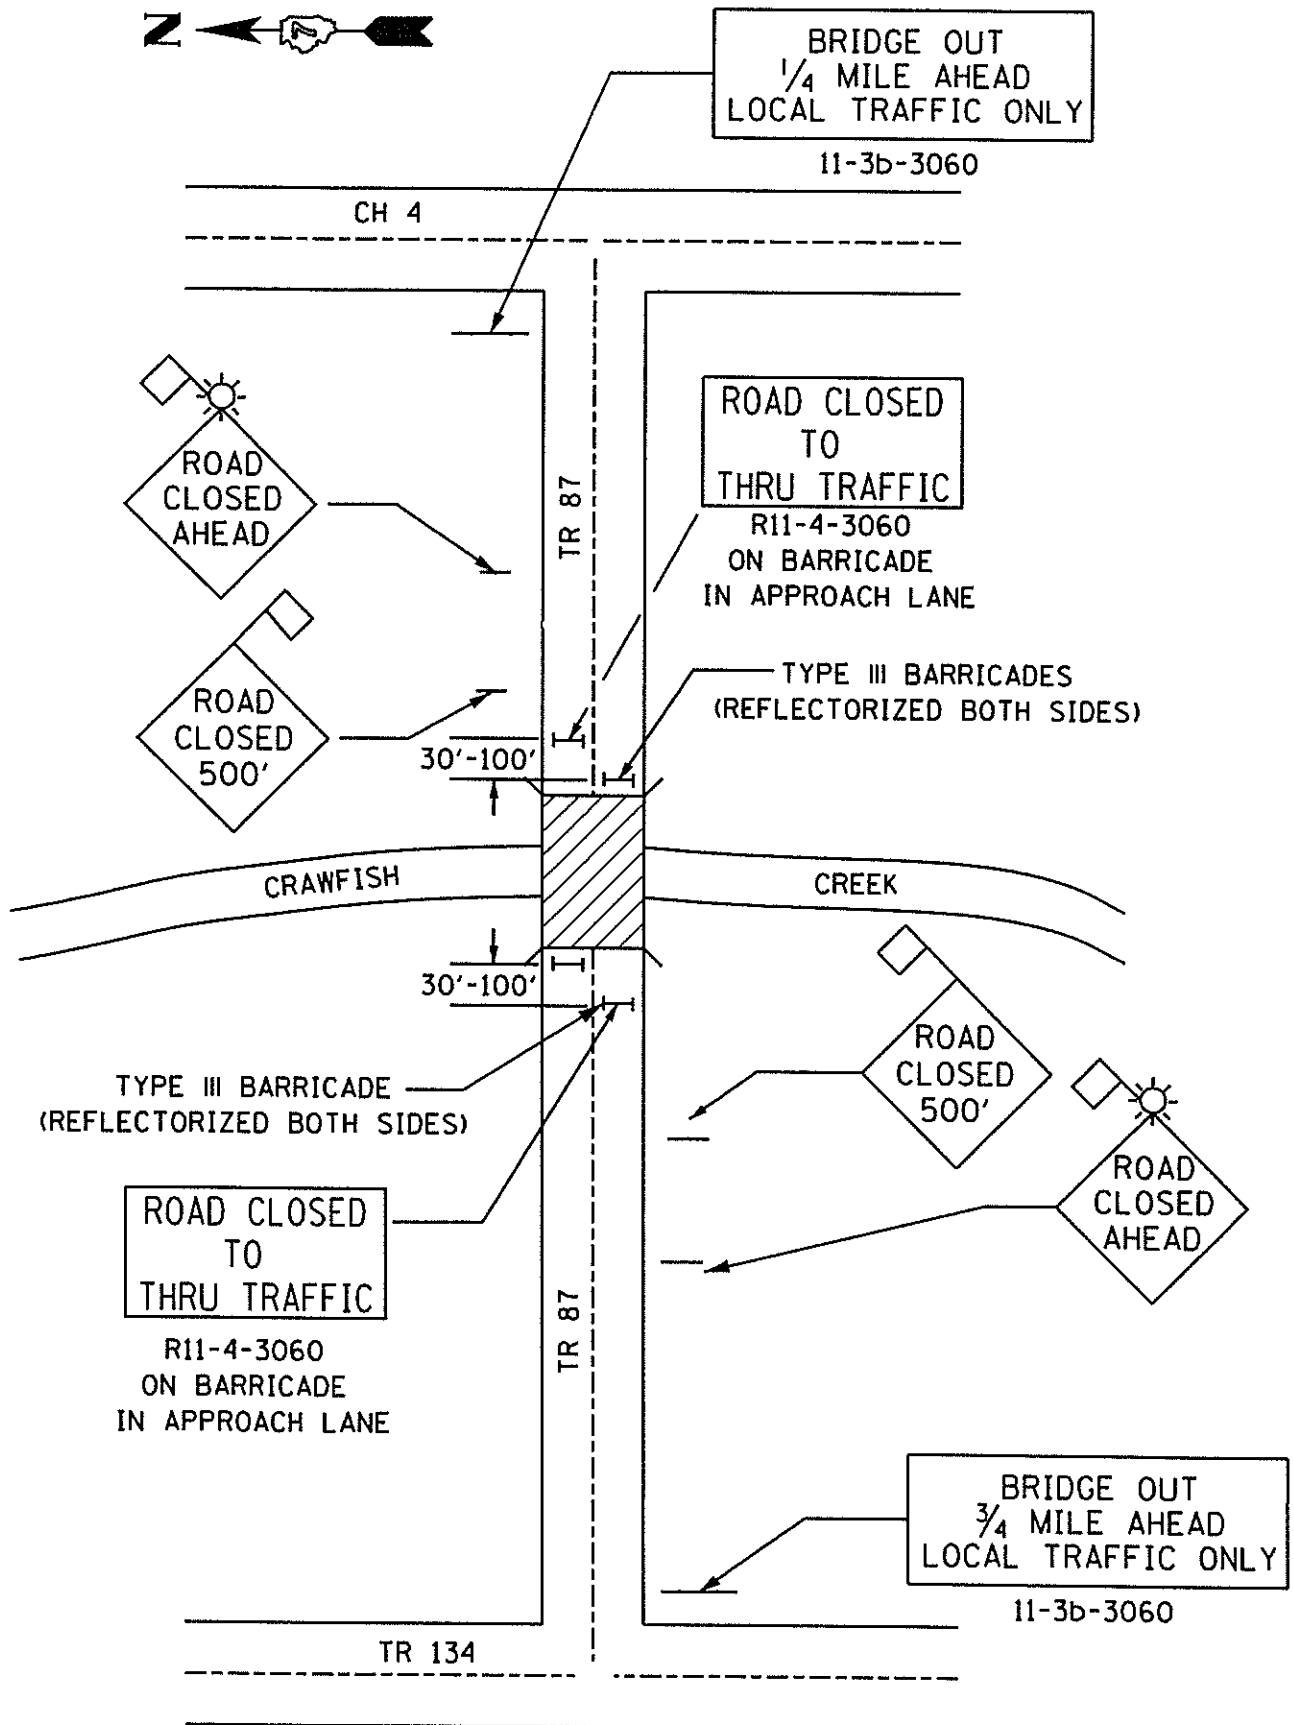 N
7
BRIDGE OUT
1/4 MILE AHEAD
LOCAL TRAFFIC ONLY
11-3b-3060
CH 4
ROAD
CLOSED
AHEAD
TR 87
ROAD CLOSED
TO
THRU TRAFFIC
R11-4-3060
ON BARRICADE
IN APPROACH LANE
ROAD
CLOSED
500'
TYPE III BARRICADES
(REFLECTORIZED BOTH SIDES)
30'-100'
CRAWFISH CREEK
30'-100'
ROAD
CLOSED
500'
TYPE III BARRICADE
(REFLECTORIZED BOTH SIDES)
ROAD
CLOSED
AHEAD
ROAD CLOSED
TO
THRU TRAFFIC
R11-4-3060
ON BARRICADE
IN APPROACH LANE
TR 87
BRIDGE OUT
3/4 MILE AHEAD
LOCAL TRAFFIC ONLY
11-3b-3060
TR 134